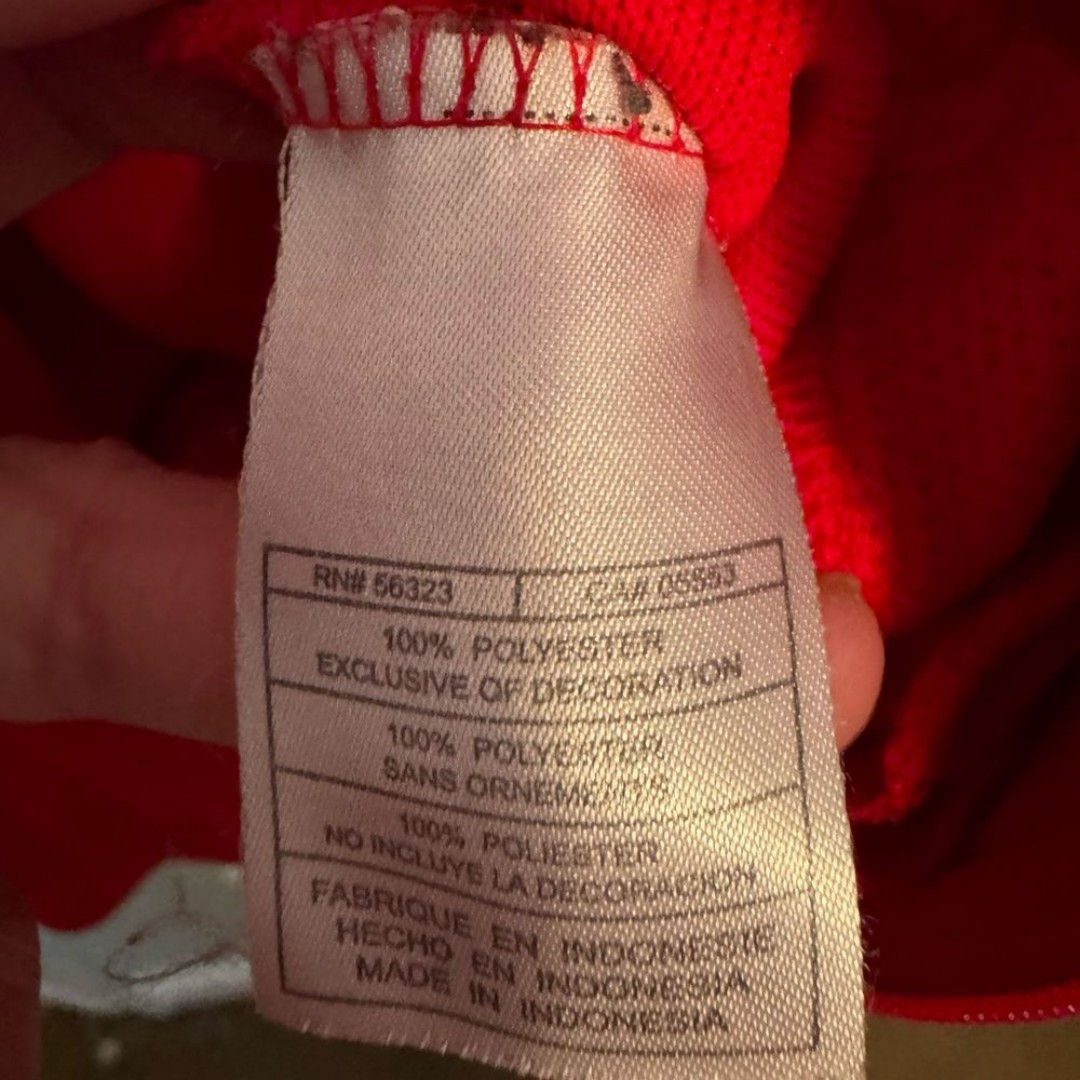 RN# 56323 CA# 05553
100% POLYESTER
EXCLUSIVE OF DECORATION
100% POLYESTER
SANS ORNEMENTS
100% POLIESTER
NO INCLUYE LA DECORACION
FABRIQUE EN INDONESIE
HECHO EN INDONESIA
MADE IN INDONESIA